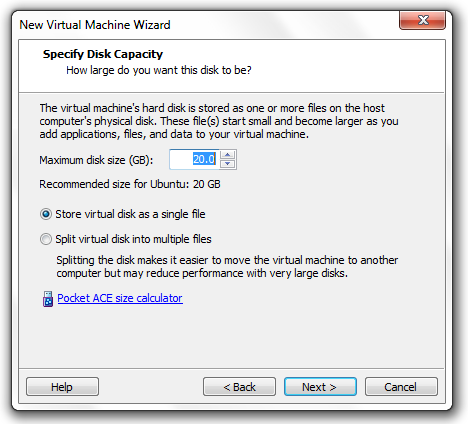 New Virtual Machine Wizard
Specify Disk Capacity
How large do you want this disk to be?
The virtual machine's hard disk is stored as one or more files on the host
computer's physical disk. These file(s) start small and become larger as you
add applications, files, and data to your virtual machine.
Maximum disk size (GB): 20.0
Recommended size for Ubuntu: 20 GB
Store virtual disk as a single file
Split virtual disk into multiple files
Splitting the disk makes it easier to move the virtual machine to another
computer but may reduce performance with very large disks.
Pocket ACE size calculator
Help < Back Next > Cancel